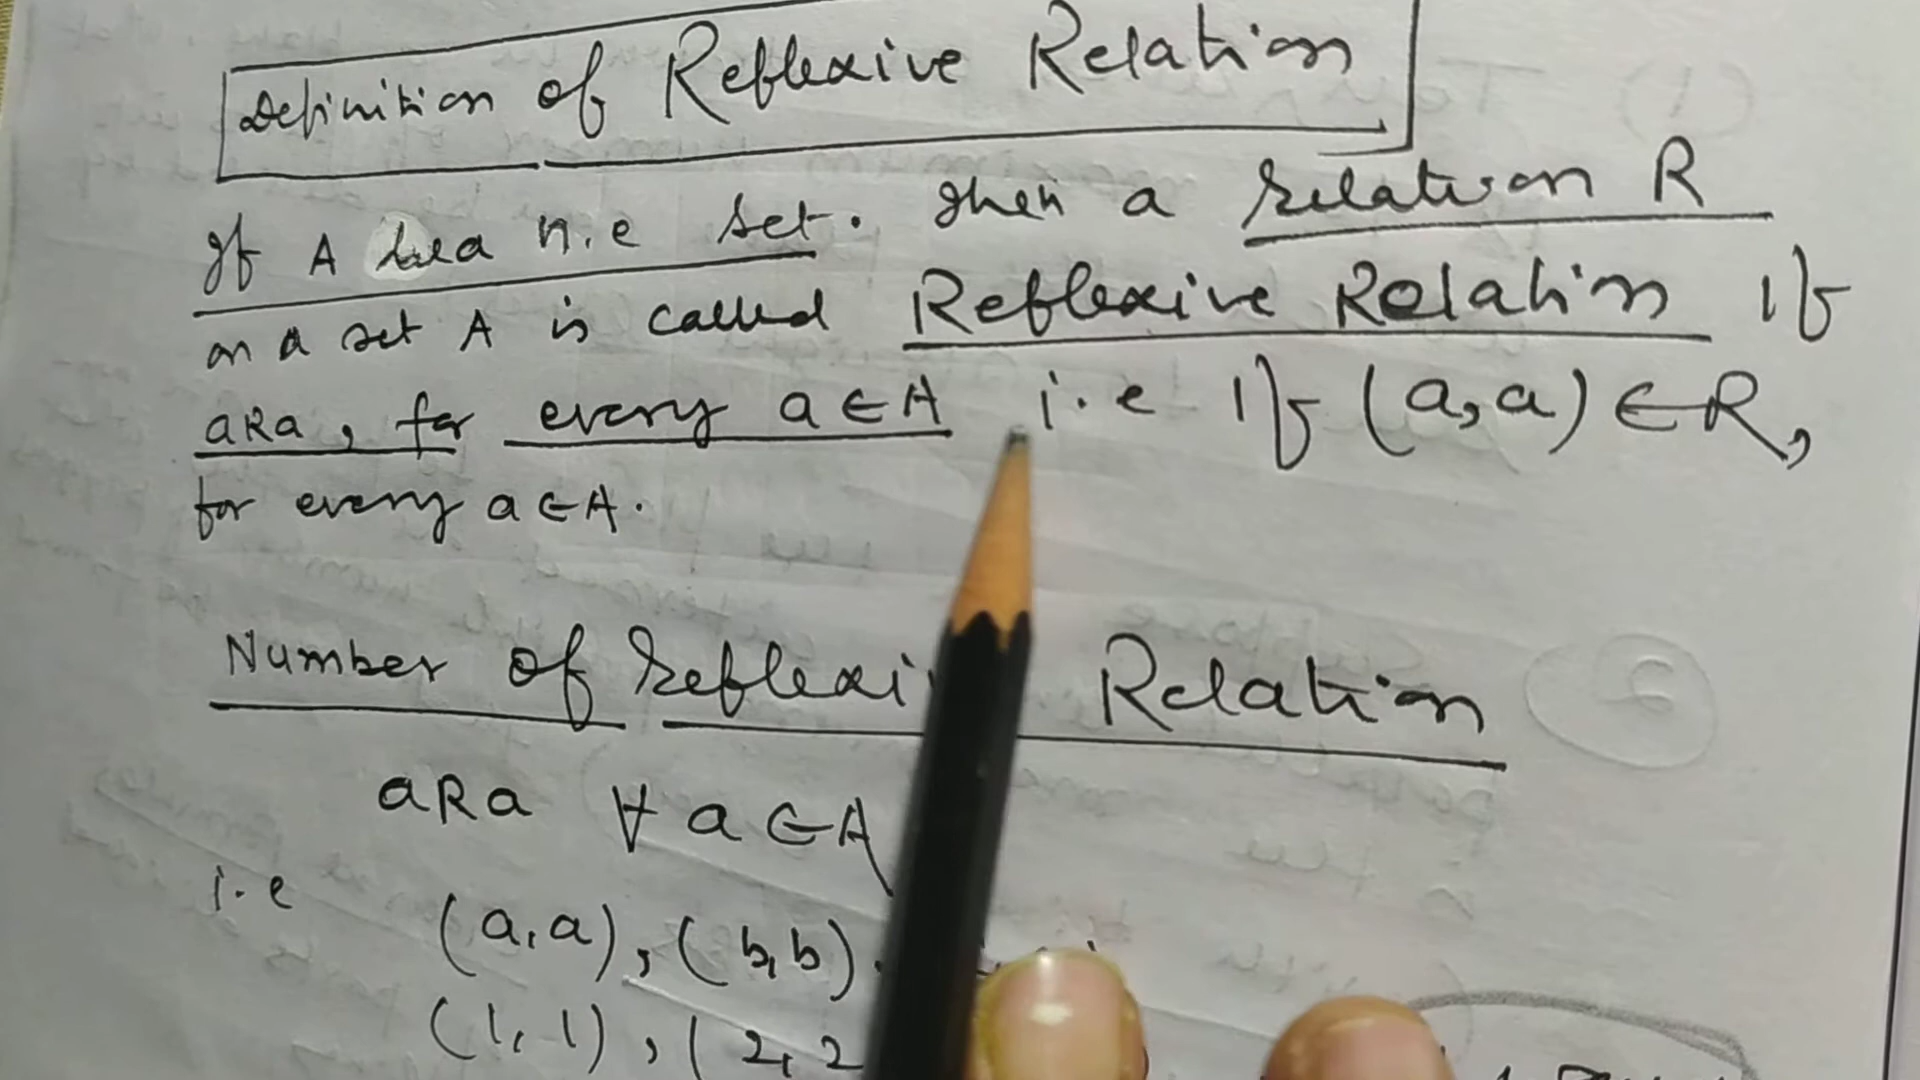 Definition of Reflexive Relation
If A be a n.e set. Then a relation R
on a set A is called Reflexive Relation if
aRa, for every a∈A i.e if (a,a)∈R,
for every a∈A.
Number of reflexi Relation
aRa ∀ a∈A
i.e
(a,a), (b,b).
(1,1), (2,2